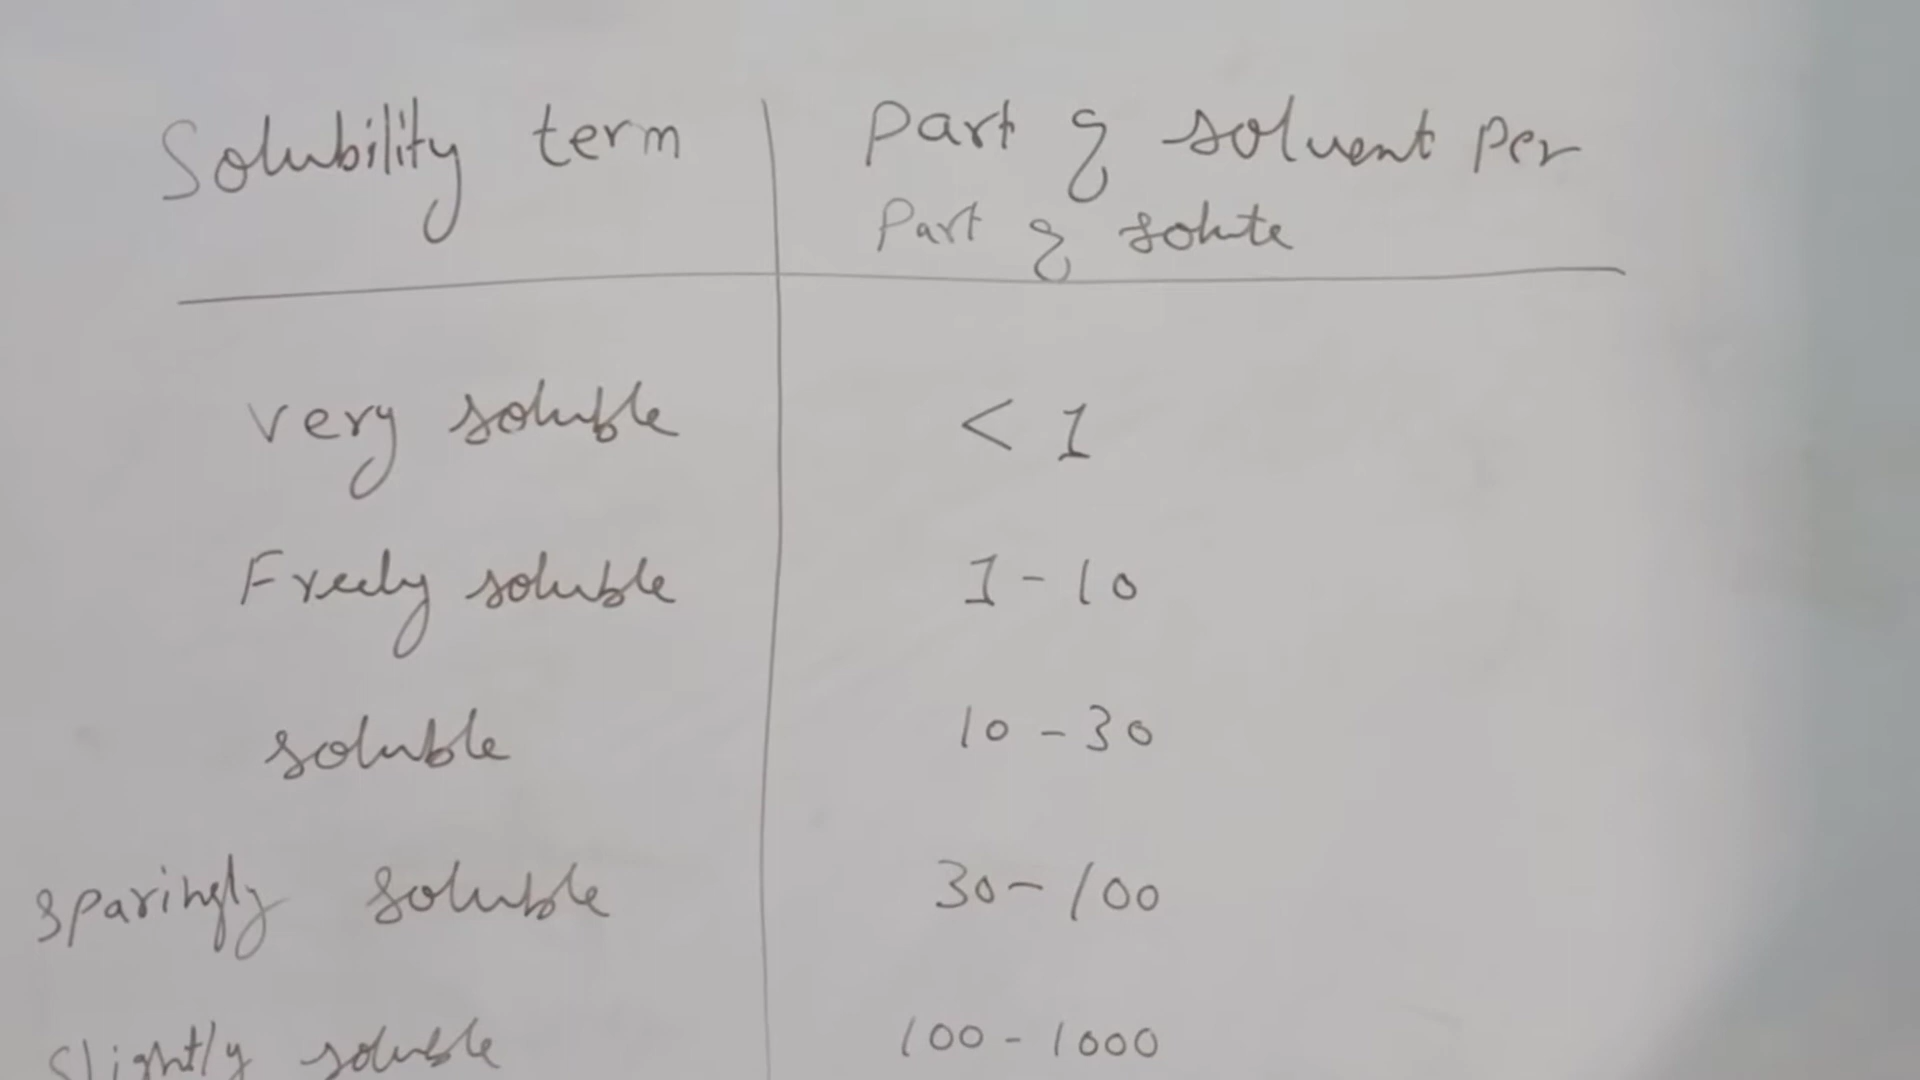 Solubility term
Part of solvent per
Part of solute
very soluble
< 1
Freely soluble
1 - 10
soluble
10 - 30
sparingly soluble
30 - 100
slightly soluble
100 - 1000